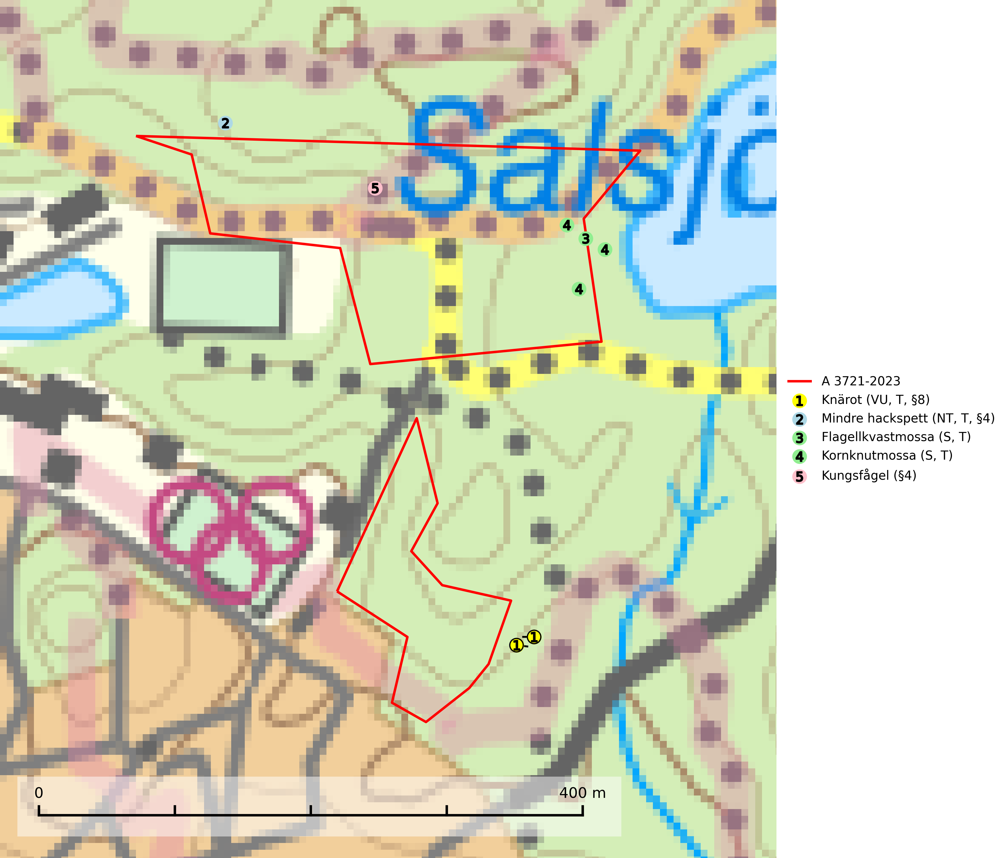 2
Sals
5
4
3
4
4
1
1
A 3721-2023
1 Knärot (VU, T, §8)
2 Mindre hackspett (NT, T, §4)
3 Flagellkvastmossa (S, T)
4 Kornknutmossa (S, T)
5 Kungsfågel (§4)
0 400 m